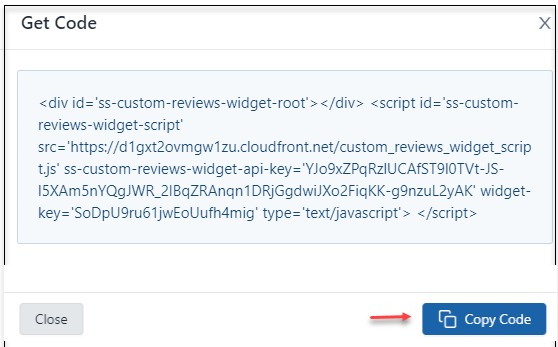 Get Code
X
<div id='ss-custom-reviews-widget-root'></div> <script id='ss-custom-
reviews-widget-script'
src='https://d1gxt2ovmgw1zu.cloudfront.net/custom_reviews_widget_scrip
t.js' ss-custom-reviews-widget-api-key='YJo9xZPqRzlUCAfST9I0TVt-JS-
I5XAm5nYQgJWR_2IBqZRAnqn1DRjGgdwiJXo2FiqKK-g9nzuL2yAK' widget-
key='SoDpU9ru61jwEoUufh4mig' type='text/javascript'> </script>
Close
Copy Code